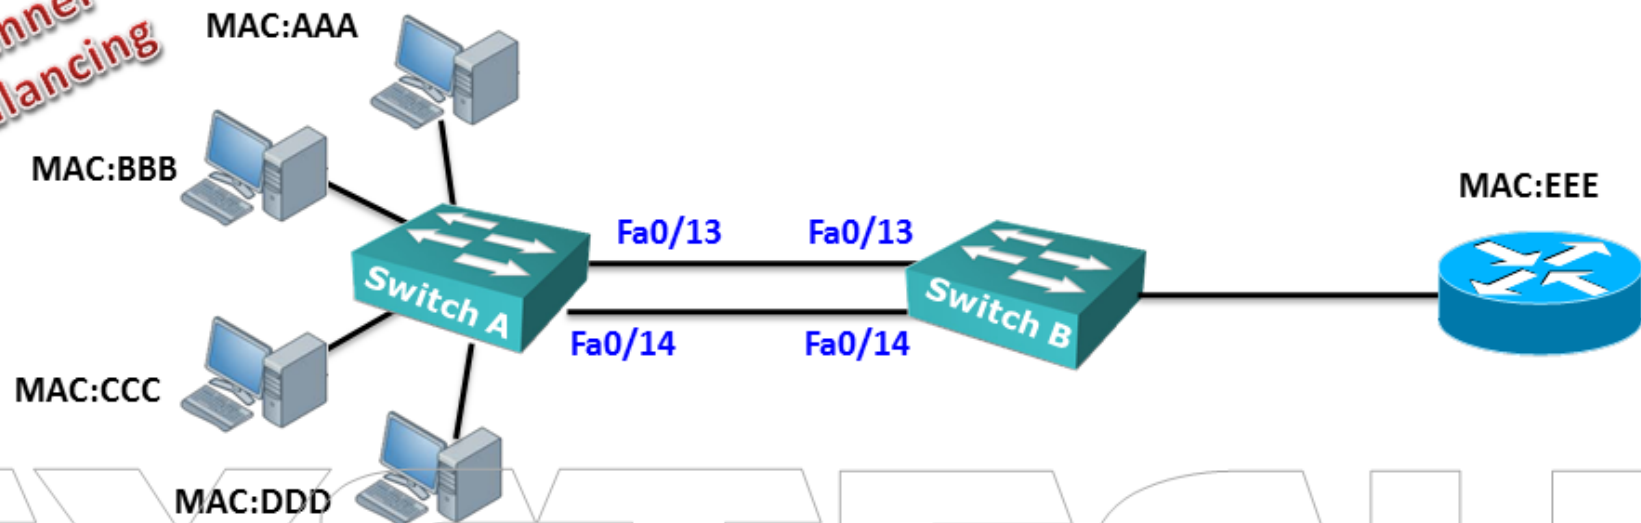 lancing
MAC:AAA
MAC:BBB
MAC:EEE
Fa0/13
Fa0/13
Switch A
Switch B
Fa0/14
Fa0/14
MAC:CCC
MAC:DDD